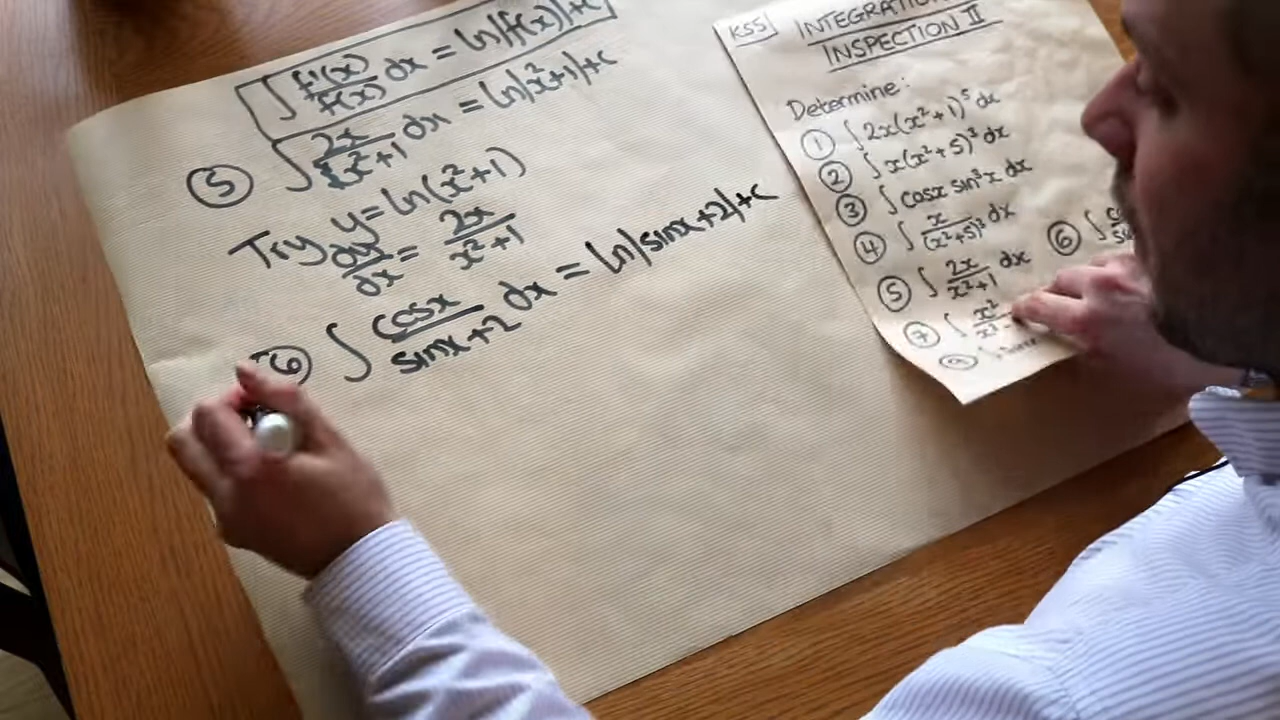 ∫ f'(x)/f(x) dx = ln|f(x)|+c
⑤ ∫ 2x/x²+1 dx = ln|x²+1|+c
Try y = ln(x²+1)
dy/dx = 2x/x²+1
⑥ ∫ cosx/sinx+2 dx = ln|sinx+2|+c
KS5
INSPECTION II
Determine:
① ∫ 2x(x²+1)⁵ dx
② ∫ x(x²+5)³ dx
③ ∫ cosx sin³x dx
④ ∫ x/(x²+5)³ dx
⑤ ∫ 2x/x²+1 dx
⑥ ∫
⑦ ∫ x²
⑨ ∫